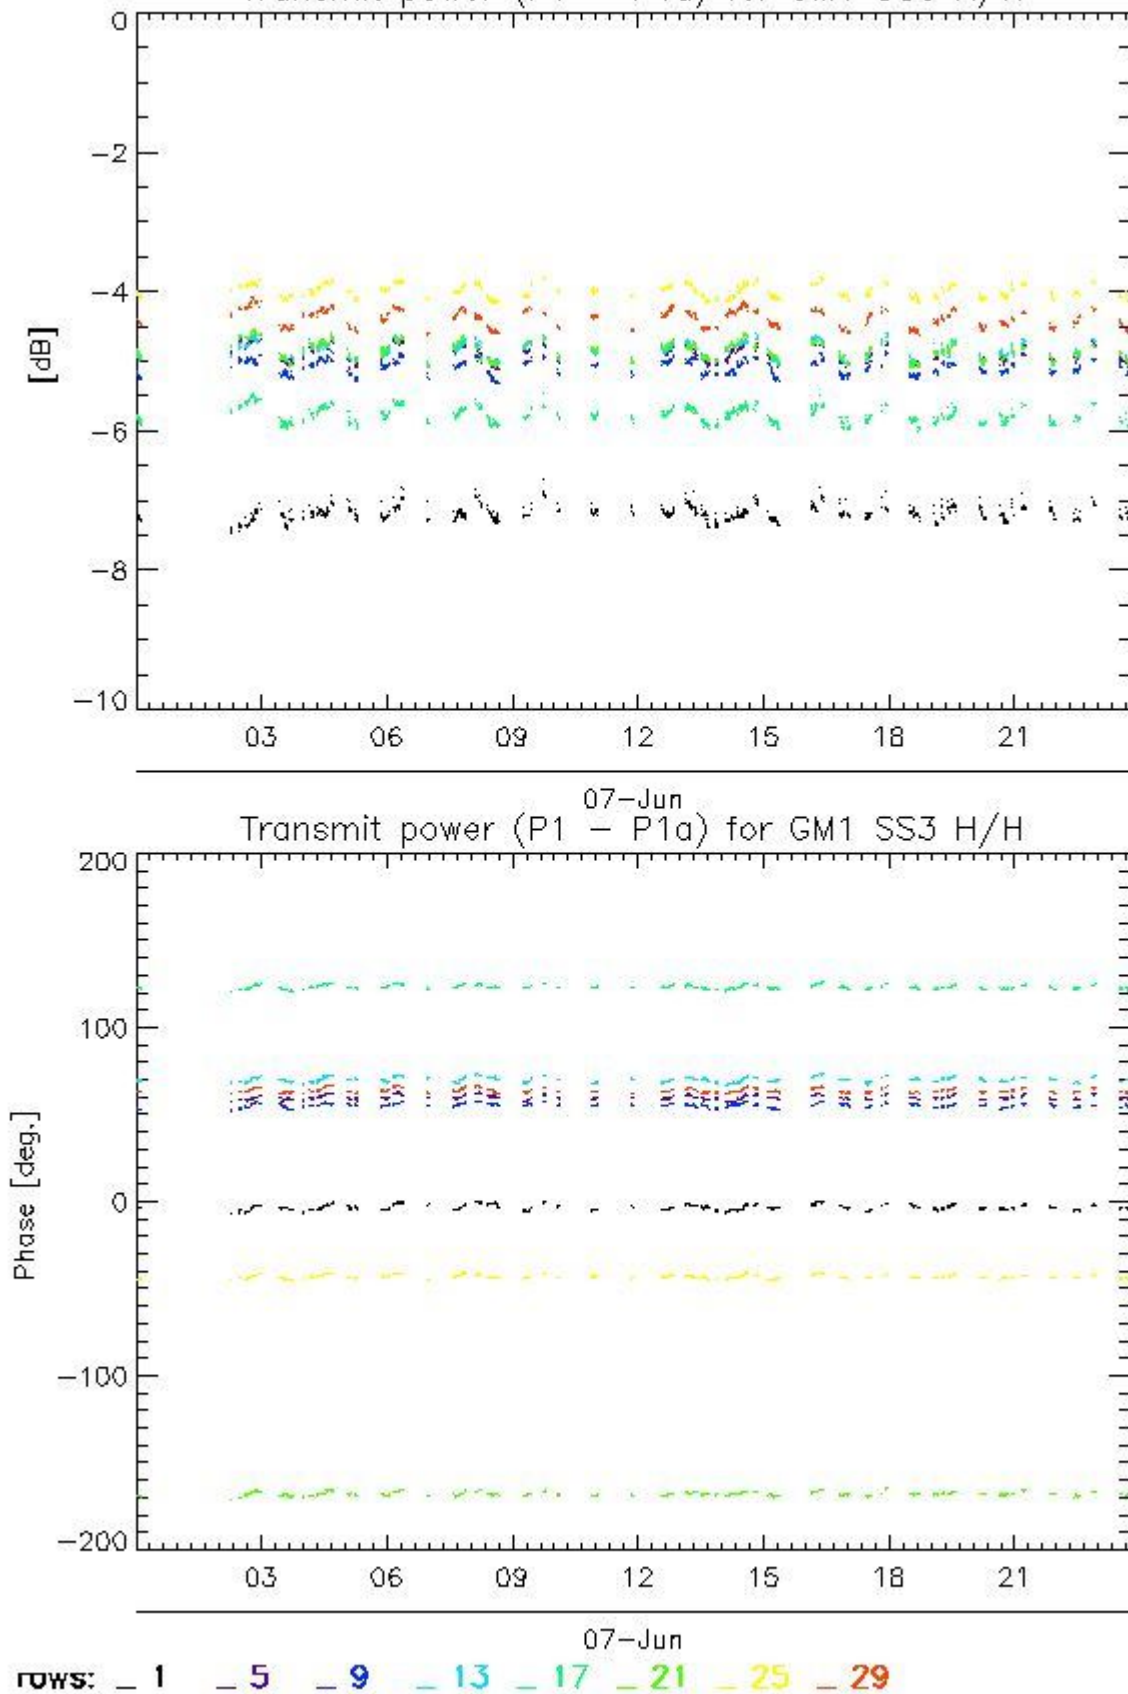 0
−2
−4
−6
−8
−10
[dB]
03 06 09 12 15 18 21
07−Jun
Transmit power (P1 − P1a) for GM1 SS3 H/H
200
100
0
−100
−200
Phase [deg.]
03 06 09 12 15 18 21
07−Jun
rows: _ 1 _ 5 _ 9 _ 13 _ 17 _ 21 _ 25 _ 29